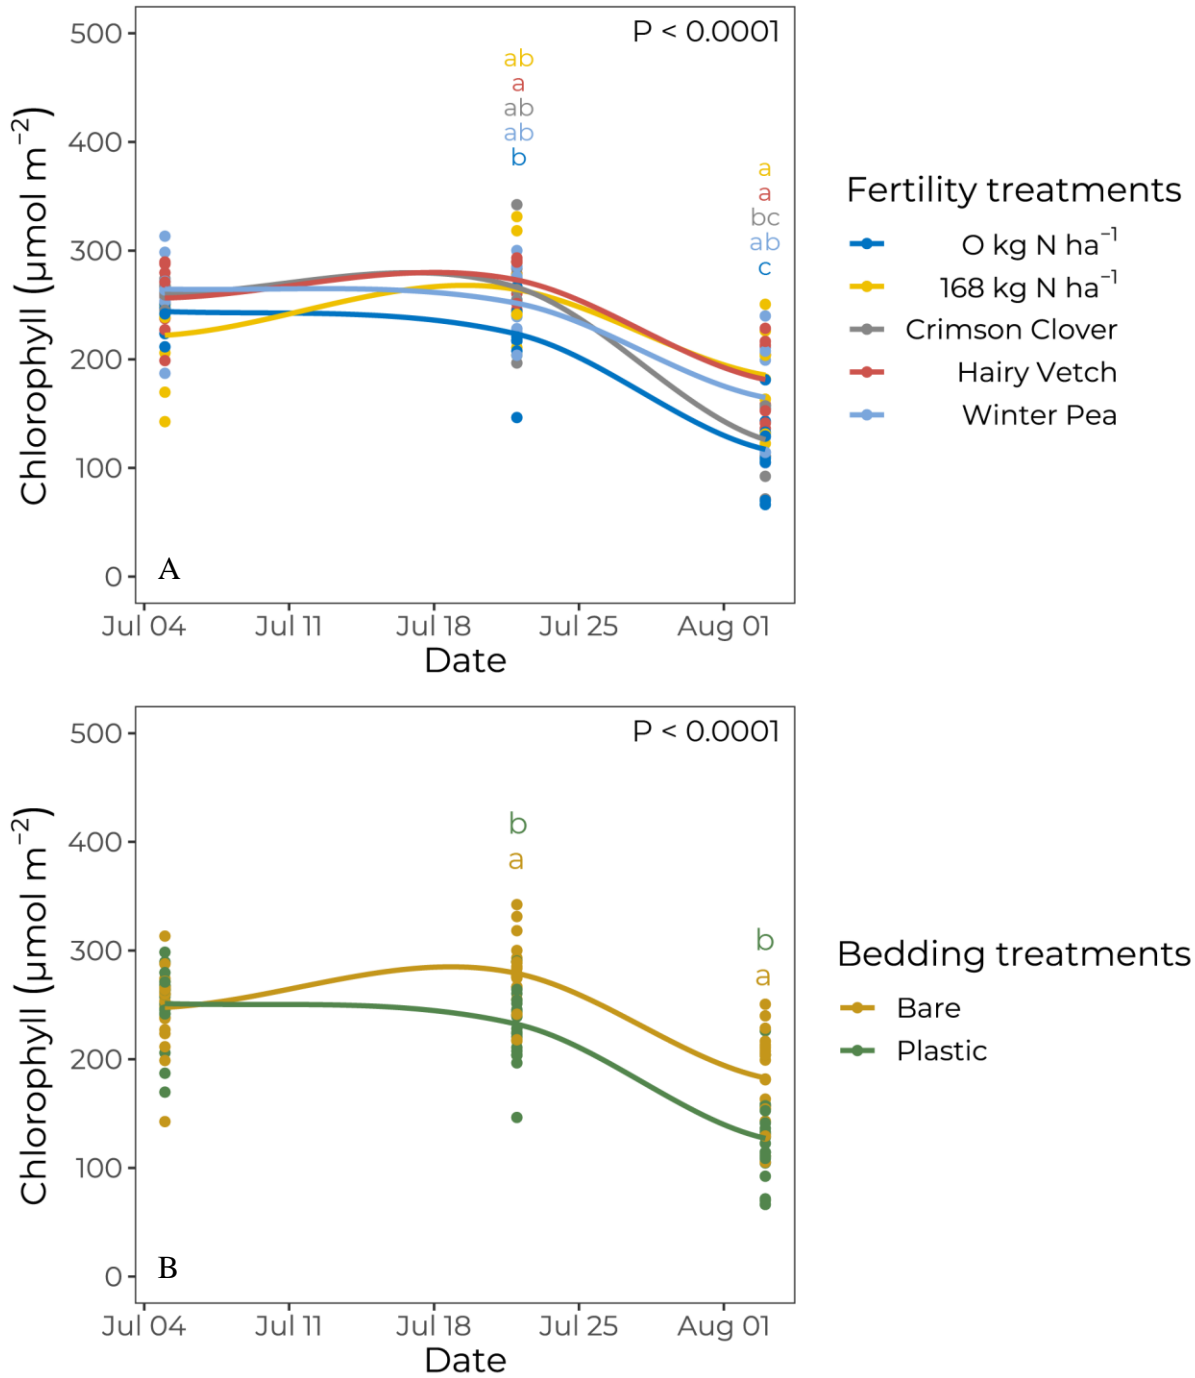 P < 0.0001
500
400
300
200
100
0
Chlorophyll (µmol m⁻²)
ab
a
ab
ab
b
a
a
bc
ab
c
A
Jul 04 Jul 11 Jul 18 Jul 25 Aug 01
Date
Fertility treatments
O kg N ha⁻¹
168 kg N ha⁻¹
Crimson Clover
Hairy Vetch
Winter Pea
P < 0.0001
500
400
300
200
100
0
Chlorophyll (µmol m⁻²)
b
a
b
a
B
Jul 04 Jul 11 Jul 18 Jul 25 Aug 01
Date
Bedding treatments
Bare
Plastic